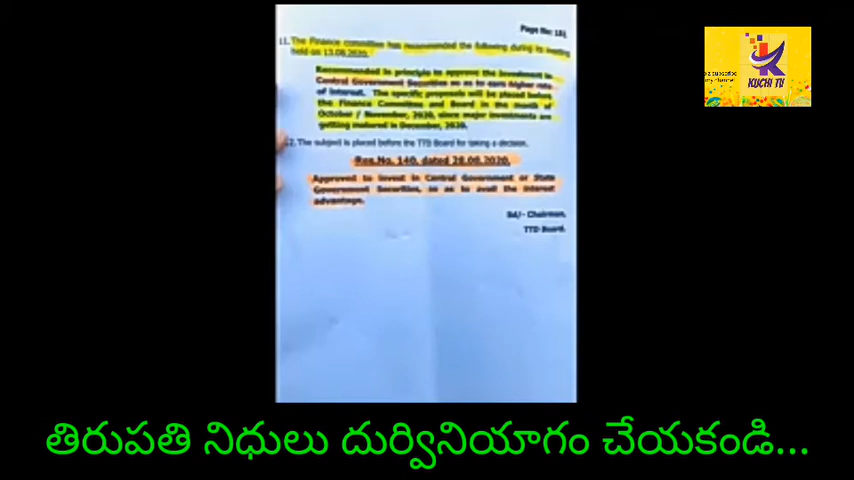 Page No: 151
11. The Finance committee has recommended the following during its meeting
held on 13.08.2020.
Recommended in principle to approve the investment in
Central Government Securities so as to earn higher rate
of interest. The specific proposals will be placed before
the Finance Committee and Board in the month of
October / November, 2020, since major investments are
getting matured in December, 2020.
12. The subject is placed before the TTD Board for taking a decision.
Res.No. 140, dated 28.08.2020.
Approved to invest in Central Government or State
Government Securities, so as to avail the interest
advantage.
Sd/- Chairman,
TTD Board.
subscribe
my channel
KUCHI TV
తిరుపతి నిధులు దుర్వినియోగం చేయకండి...